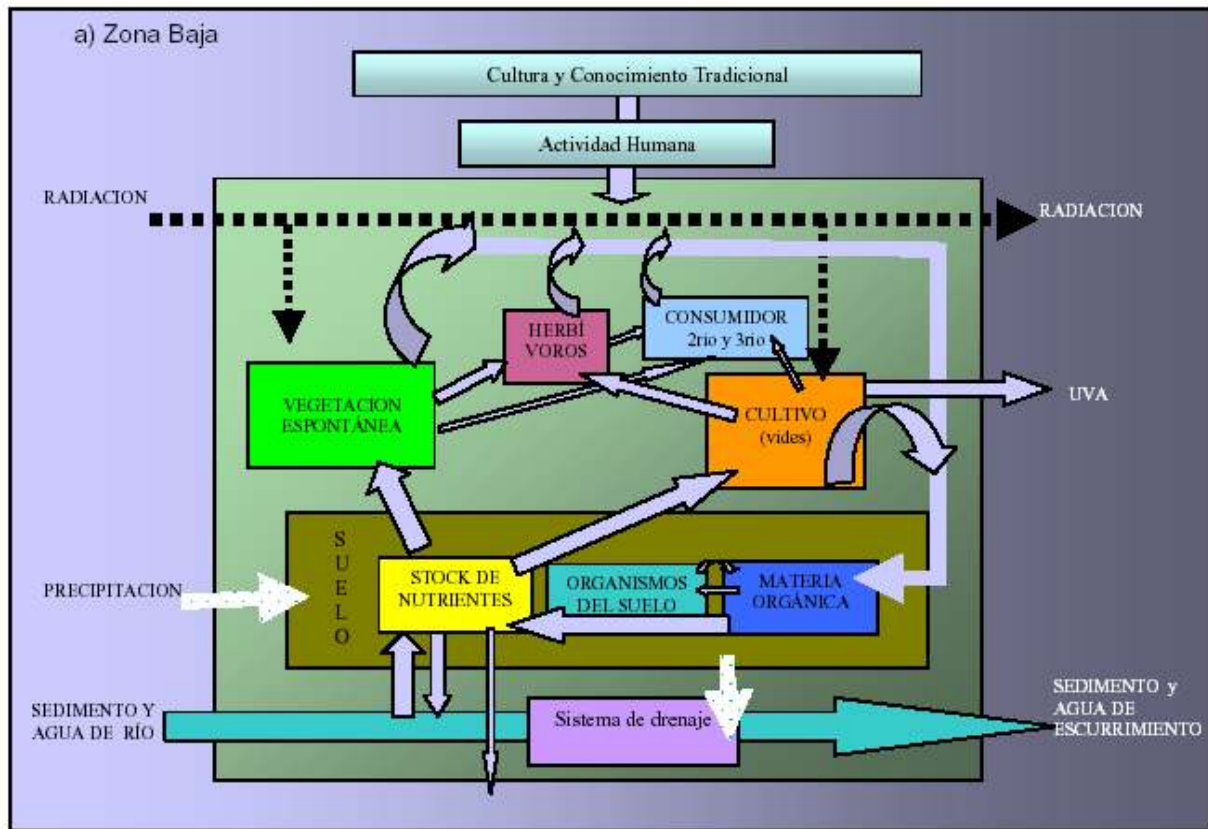 a) Zona Baja
Cultura y Conocimiento Tradicional
Actividad Humana
RADIACION
RADIACION
HERBÍ
VOROS
CONSUMIDOR
2rio y 3rio
VEGETACION
ESPONTÁNEA
CULTIVO
(vides)
UVA
SUELO
PRECIPITACION
STOCK DE
NUTRIENTES
ORGANISMOS
DEL SUELO
MATERIA
ORGÁNICA
SEDIMENTO Y
AGUA DE RÍO
Sistema de drenaje
SEDIMENTO y
AGUA DE
ESCURRIMIENTO